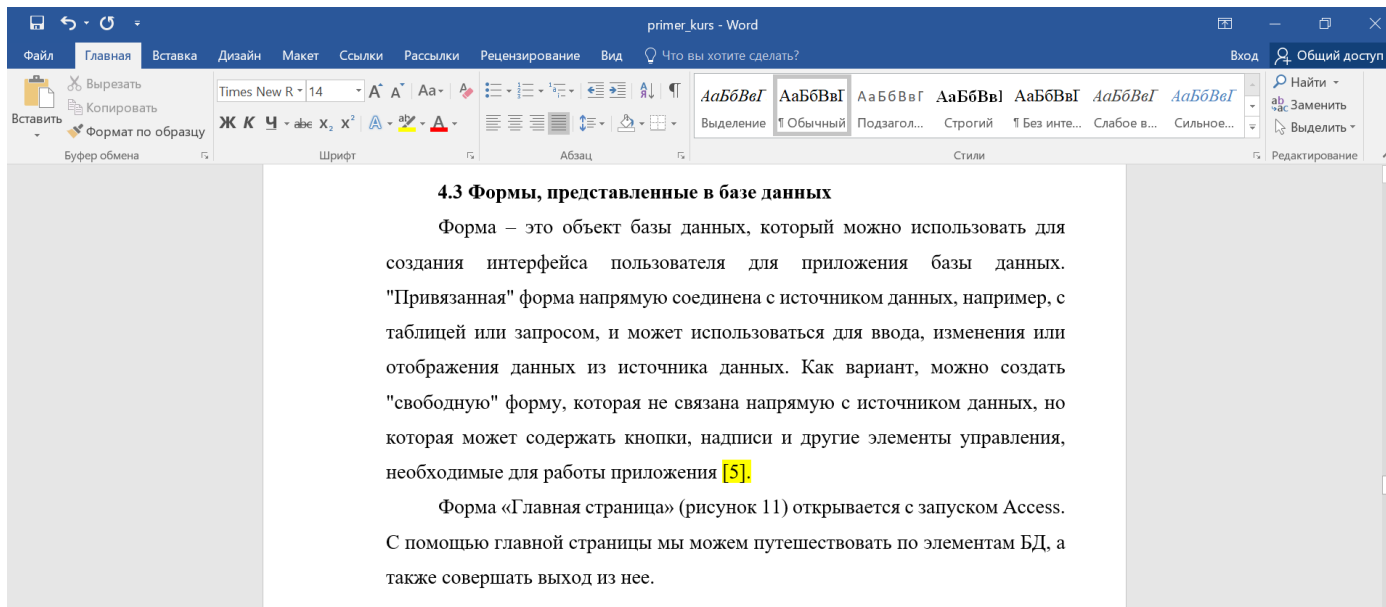 primer_kurs - Word
Файл Главная Вставка Дизайн Макет Ссылки Рассылки Рецензирование Вид Что вы хотите сделать? Вход Общий доступ
Вставить
Вырезать
Копировать
Формат по образцу
Буфер обмена
Times New R 14
Ж К Ч abc X₂ X²
Шрифт
Абзац
АаБбВвГ АаБбВвГ АаБбВвГ АаБбВвІ АаБбВвГ АаБбВвГ АаБбВвГ
Выделение ¶ Обычный Подзагол... Строгий ¶ Без инте... Слабое в... Сильное...
Стили
Найти
Заменить
Выделить
Редактирование
4.3 Формы, представленные в базе данных
Форма – это объект базы данных, который можно использовать для
создания интерфейса пользователя для приложения базы данных.
"Привязанная" форма напрямую соединена с источником данных, например, с
таблицей или запросом, и может использоваться для ввода, изменения или
отображения данных из источника данных. Как вариант, можно создать
"свободную" форму, которая не связана напрямую с источником данных, но
которая может содержать кнопки, надписи и другие элементы управления,
необходимые для работы приложения [5].
Форма «Главная страница» (рисунок 11) открывается с запуском Access.
С помощью главной страницы мы можем путешествовать по элементам БД, а
также совершать выход из нее.